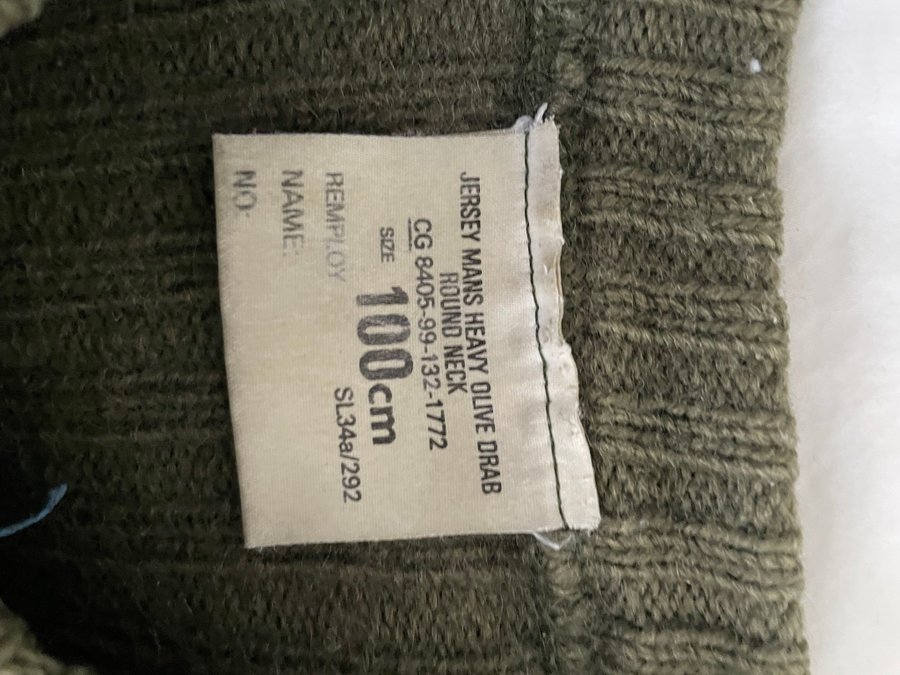 JERSEY MANS HEAVY OLIVE DRAB
ROUND NECK
CG 8405-99-132-1772
SIZE 100cm
REMPLOY SL34a/292
NAME:
NO: